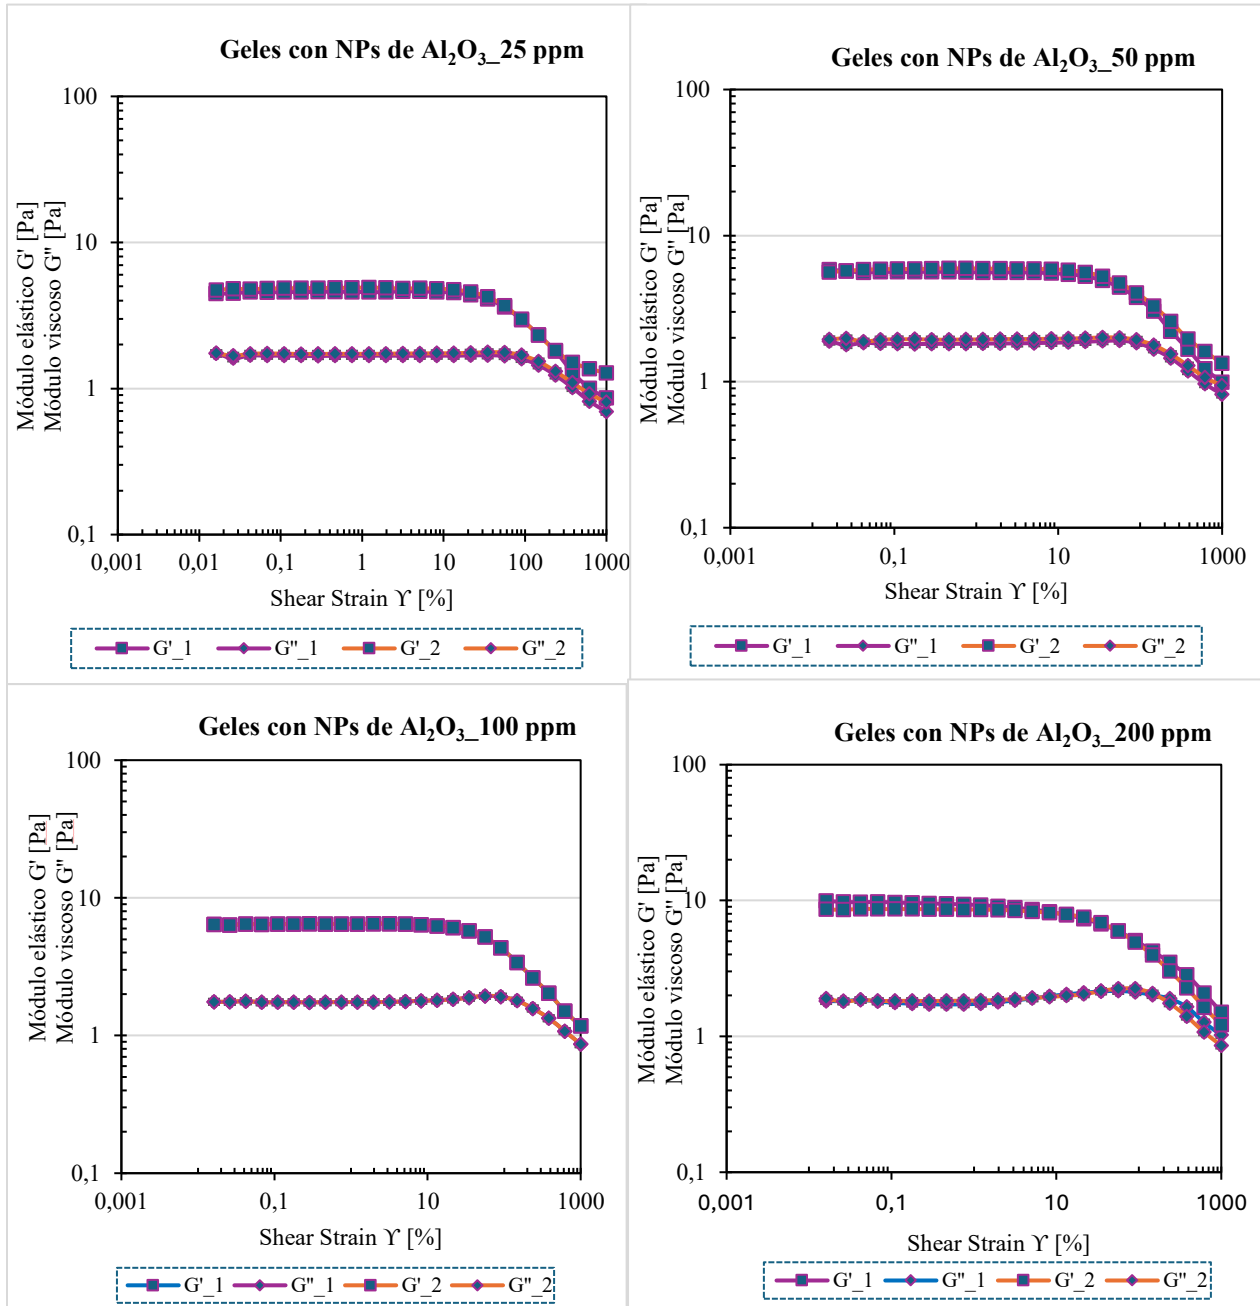 Geles con NPs de Al₂O₃_25 ppm
Módulo elástico G' [Pa]
Módulo viscoso G'' [Pa]
100
10
1
0,1
0,001
0,1
1
10
100
1000
Shear Strain ϒ [%]
G'_1
G''_1
G'_2
G''_2
Geles con NPs de Al₂O₃_50 ppm
Módulo elástico G' [Pa]
Módulo viscoso G'' [Pa]
100
10
1
0,1
0,001
0,1
10
1000
Shear Strain ϒ [%]
G'_1
G''_1
G'_2
G''_2
Geles con NPs de Al₂O₃_100 ppm
Módulo elástico G' [Pa]
Módulo viscoso G'' [Pa]
100
10
1
0,1
0,001
0,1
10
1000
Shear Strain ϒ [%]
G'_1
G''_1
G'_2
G''_2
Geles con NPs de Al₂O₃_200 ppm
Módulo elástico G' [Pa]
Módulo viscoso G'' [Pa]
100
10
1
0,1
0,001
0,1
10
1000
Shear Strain ϒ [%]
G'_1
G''_1
G'_2
G''_2